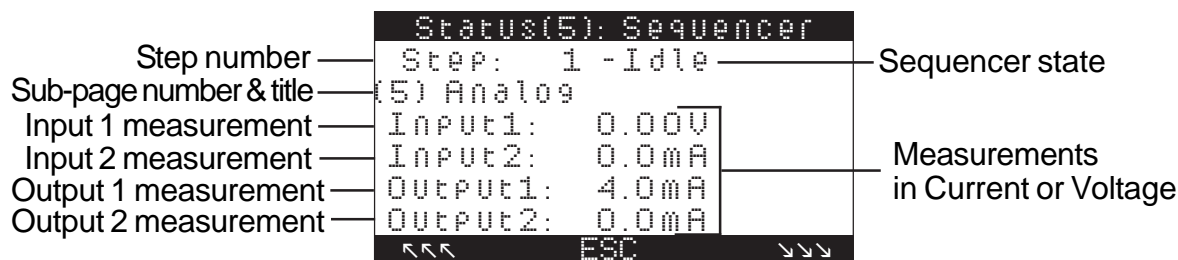 Status(5): Sequencer
Step number
Step: 1 -Idle
Sequencer state
Sub-page number & title
(5) Analog
Input 1 measurement
Input1: 0.00V
Input 2 measurement
Input2: 0.0mA
Measurements
in Current or Voltage
Output 1 measurement
Output1: 4.0mA
Output 2 measurement
Output2: 0.0mA
↖↖↖ ESC ↘↘↘